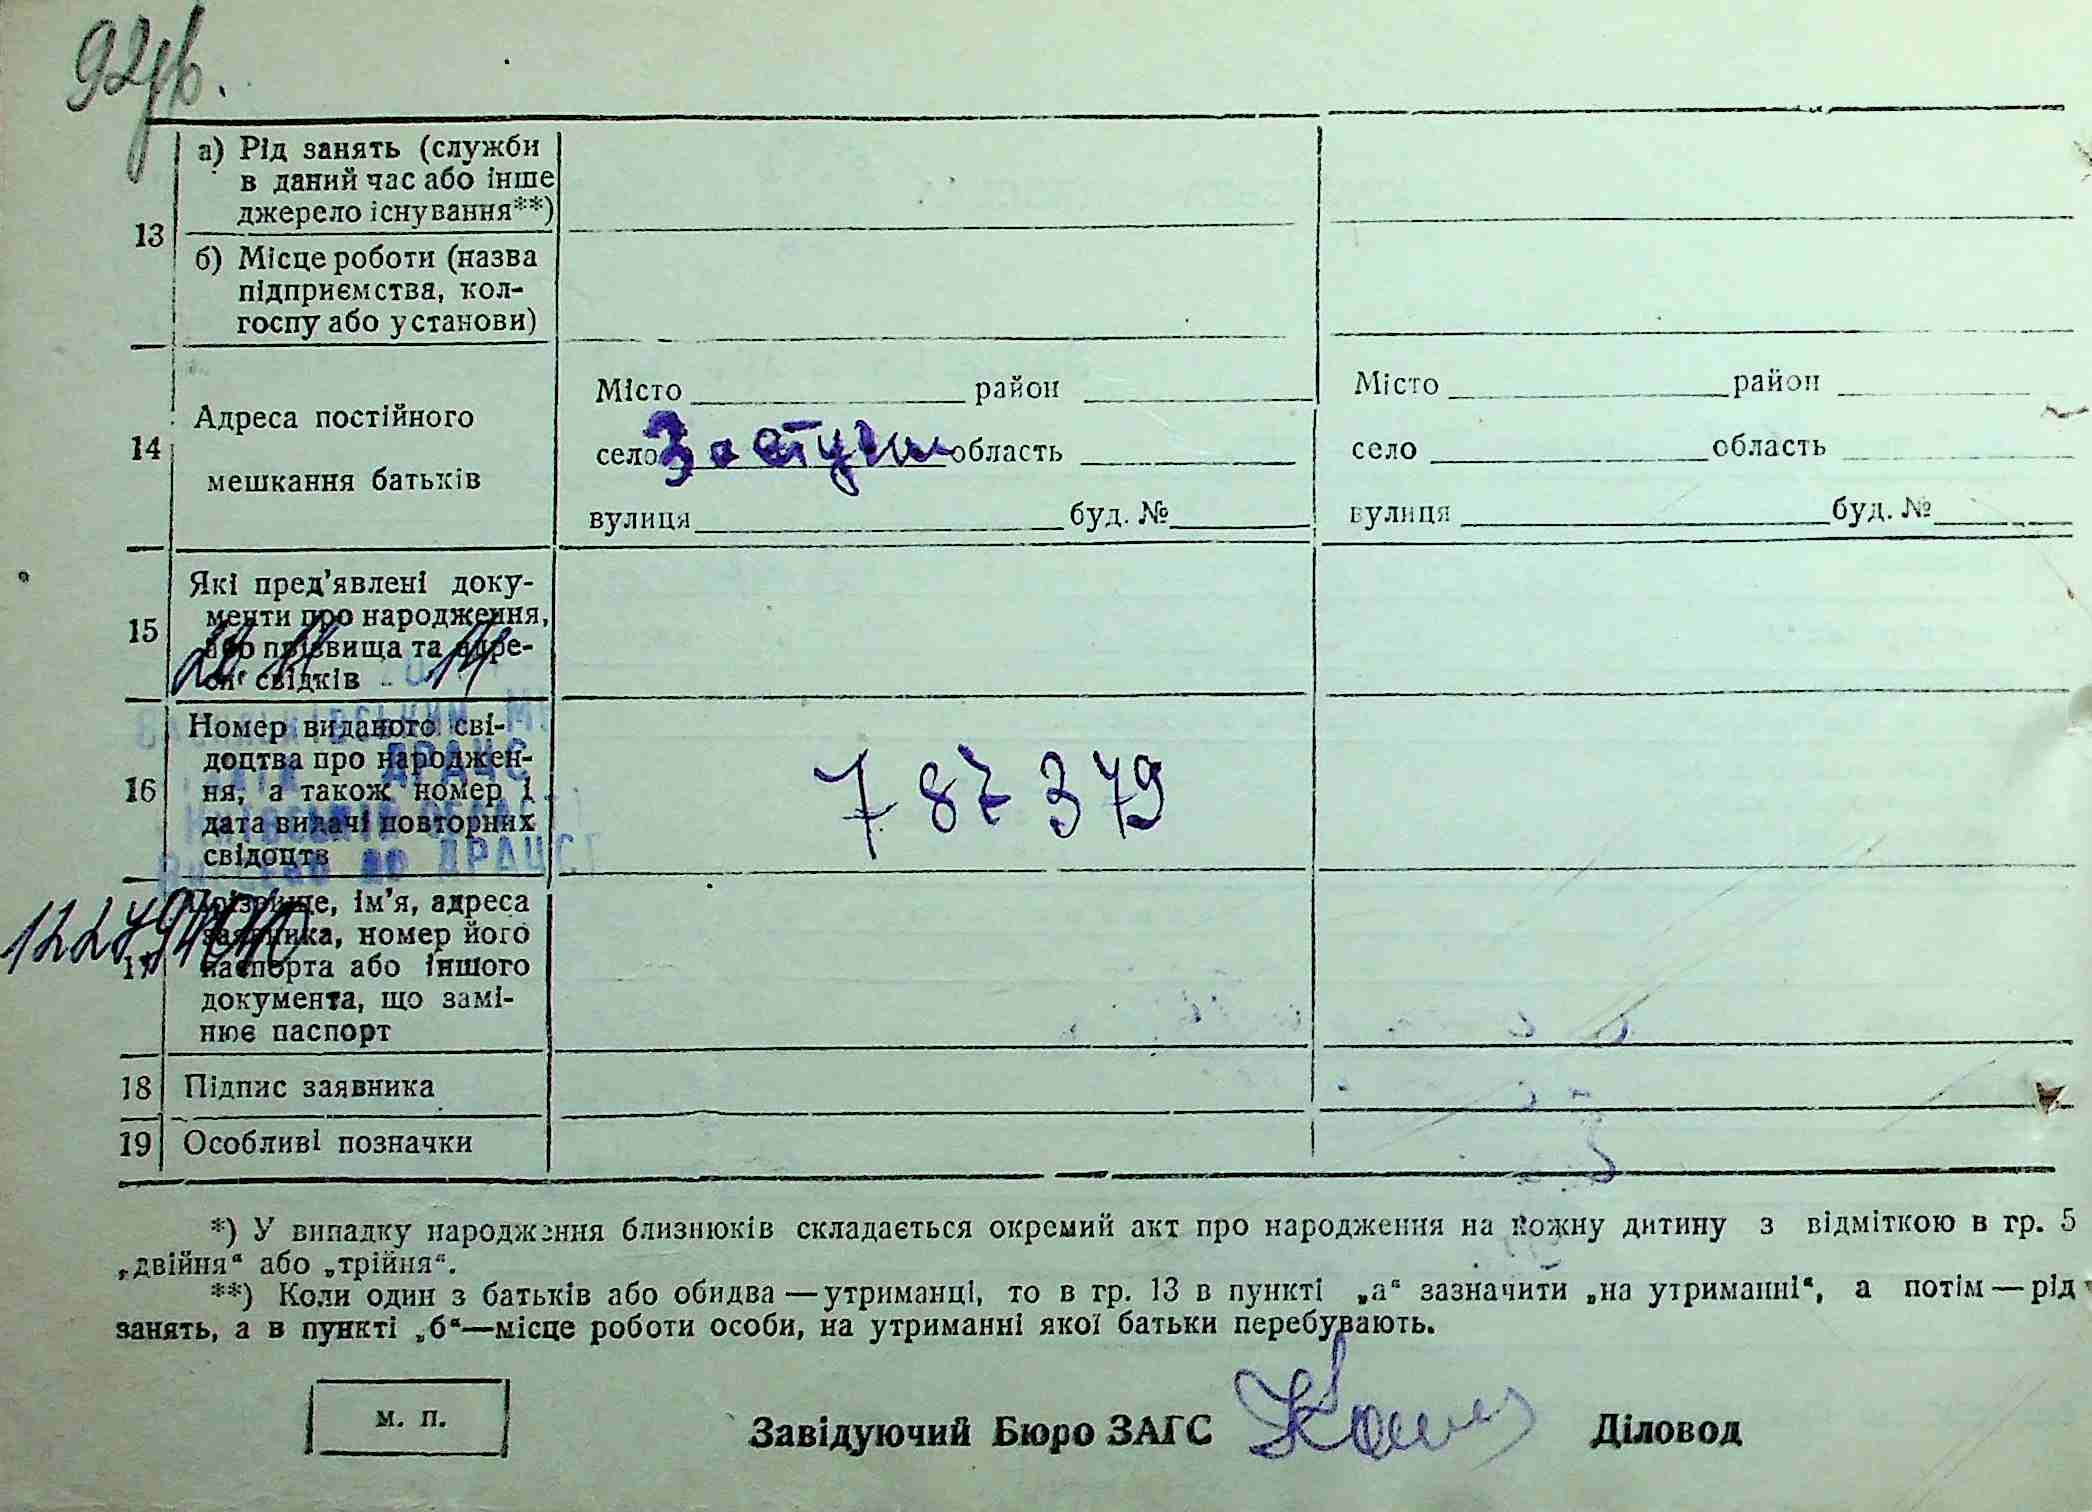 а) Рід занять (служби
в даний час або інше
джерело існування**)
13
б) Місце роботи (назва
підприємства, кол-
госпу або установи)
Місто район Місто район
14 Адреса постійного
мешкання батьків
село область село область
вулиця буд. № вулиця буд. №
Які пред’явлені доку-
менти про народження,
15 або прізвища та адре-
си свідків
Номер виданого сві-
доцтва про народжен-
16 ня, а також номер і
дата видачі повторних
свідоцтв
787379
ДРАЦС
Прізвище, ім’я, адреса
заявника, номер його
17 паспорта або іншого
документа, що замі-
нює паспорт
18 Підпис заявника
19 Особливі позначки
*) У випадку народження близнюків складається окремий акт про народження на кожну дитину з відміткою в гр. 5
„двійня“ або „трійня“.
**) Коли один з батьків або обидва — утриманці, то в гр. 13 в пункті „а“ зазначити „на утриманні“, а потім — рід
занять, а в пункті „б“—місце роботи особи, на утриманні якої батьки перебувають.
м. п.
Завідуючий Бюро ЗАГС Діловод